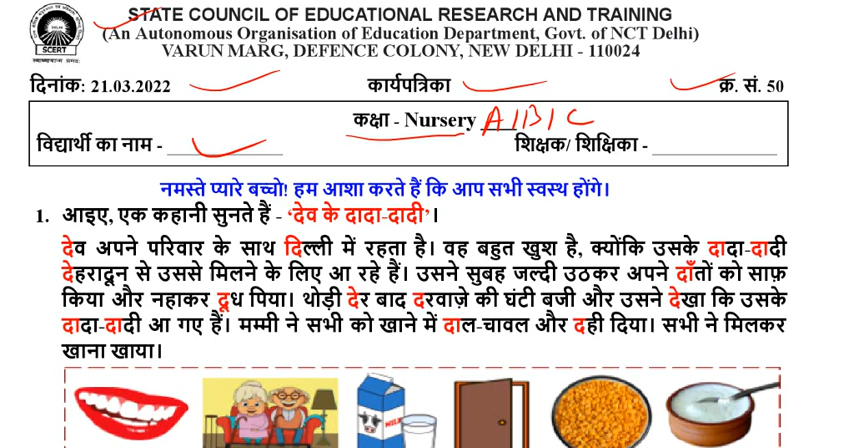 STATE COUNCIL OF EDUCATIONAL RESEARCH AND TRAINING
(An Autonomous Organisation of Education Department, Govt. of NCT Delhi)
VARUN MARG, DEFENCE COLONY, NEW DELHI - 110024
SCERT
दिनांक: 21.03.2022 कार्यपत्रिका क्र. सं. 50
कक्षा - Nursery A/B/C
विद्यार्थी का नाम - शिक्षक/ शिक्षिका -
नमस्ते प्यारे बच्चो! हम आशा करते हैं कि आप सभी स्वस्थ होंगे।
1. आइए, एक कहानी सुनते हैं - ‘देव के दादा-दादी’।
देव अपने परिवार के साथ दिल्ली में रहता है। वह बहुत खुश है, क्योंकि उसके दादा-दादी
देहरादून से उससे मिलने के लिए आ रहे हैं। उसने सुबह जल्दी उठकर अपने दाँतों को साफ़
किया और नहाकर दूध पिया। थोड़ी देर बाद दरवाज़े की घंटी बजी और उसने देखा कि उसके
दादा-दादी आ गए हैं। मम्मी ने सभी को खाने में दाल-चावल और दही दिया। सभी ने मिलकर
खाना खाया।
MILK